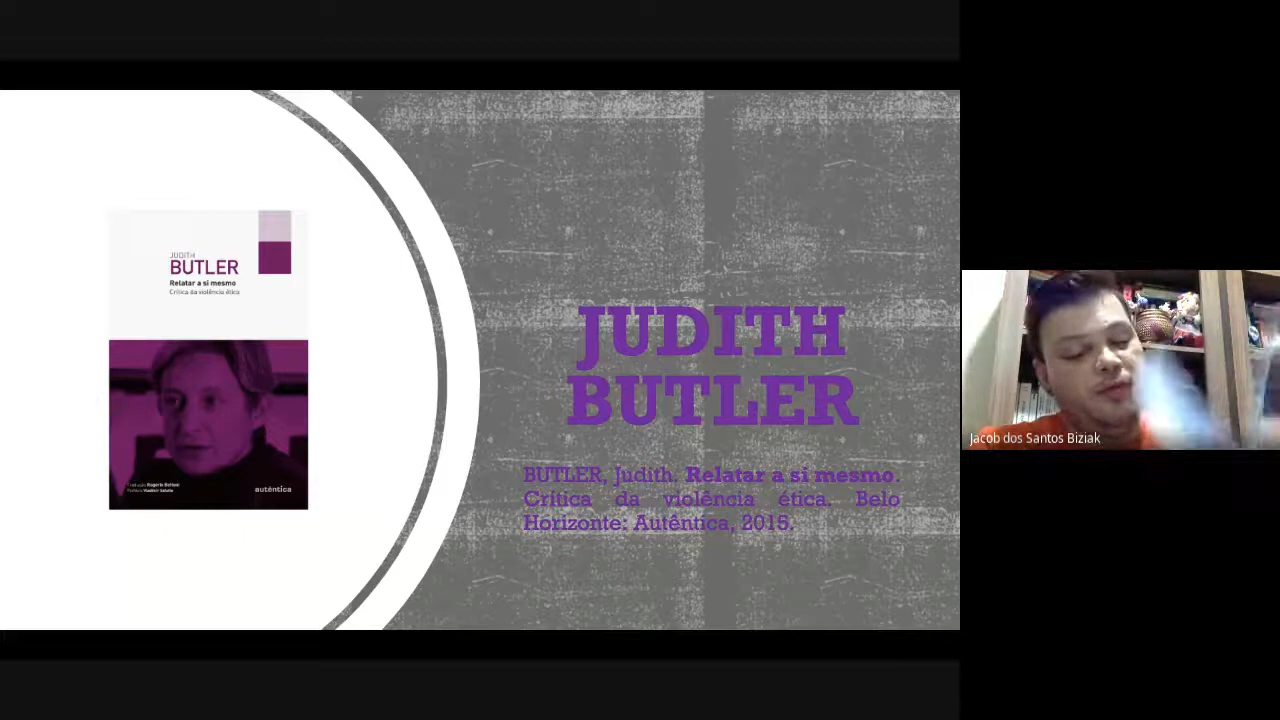 JUDITH
BUTLER
Relatar a si mesmo
Crítica da violência ética
autêntica
JUDITH
BUTLER
BUTLER, Judith. Relatar a si mesmo.
Crítica da violência ética. Belo
Horizonte: Autêntica, 2015.
Jacob dos Santos Biziak